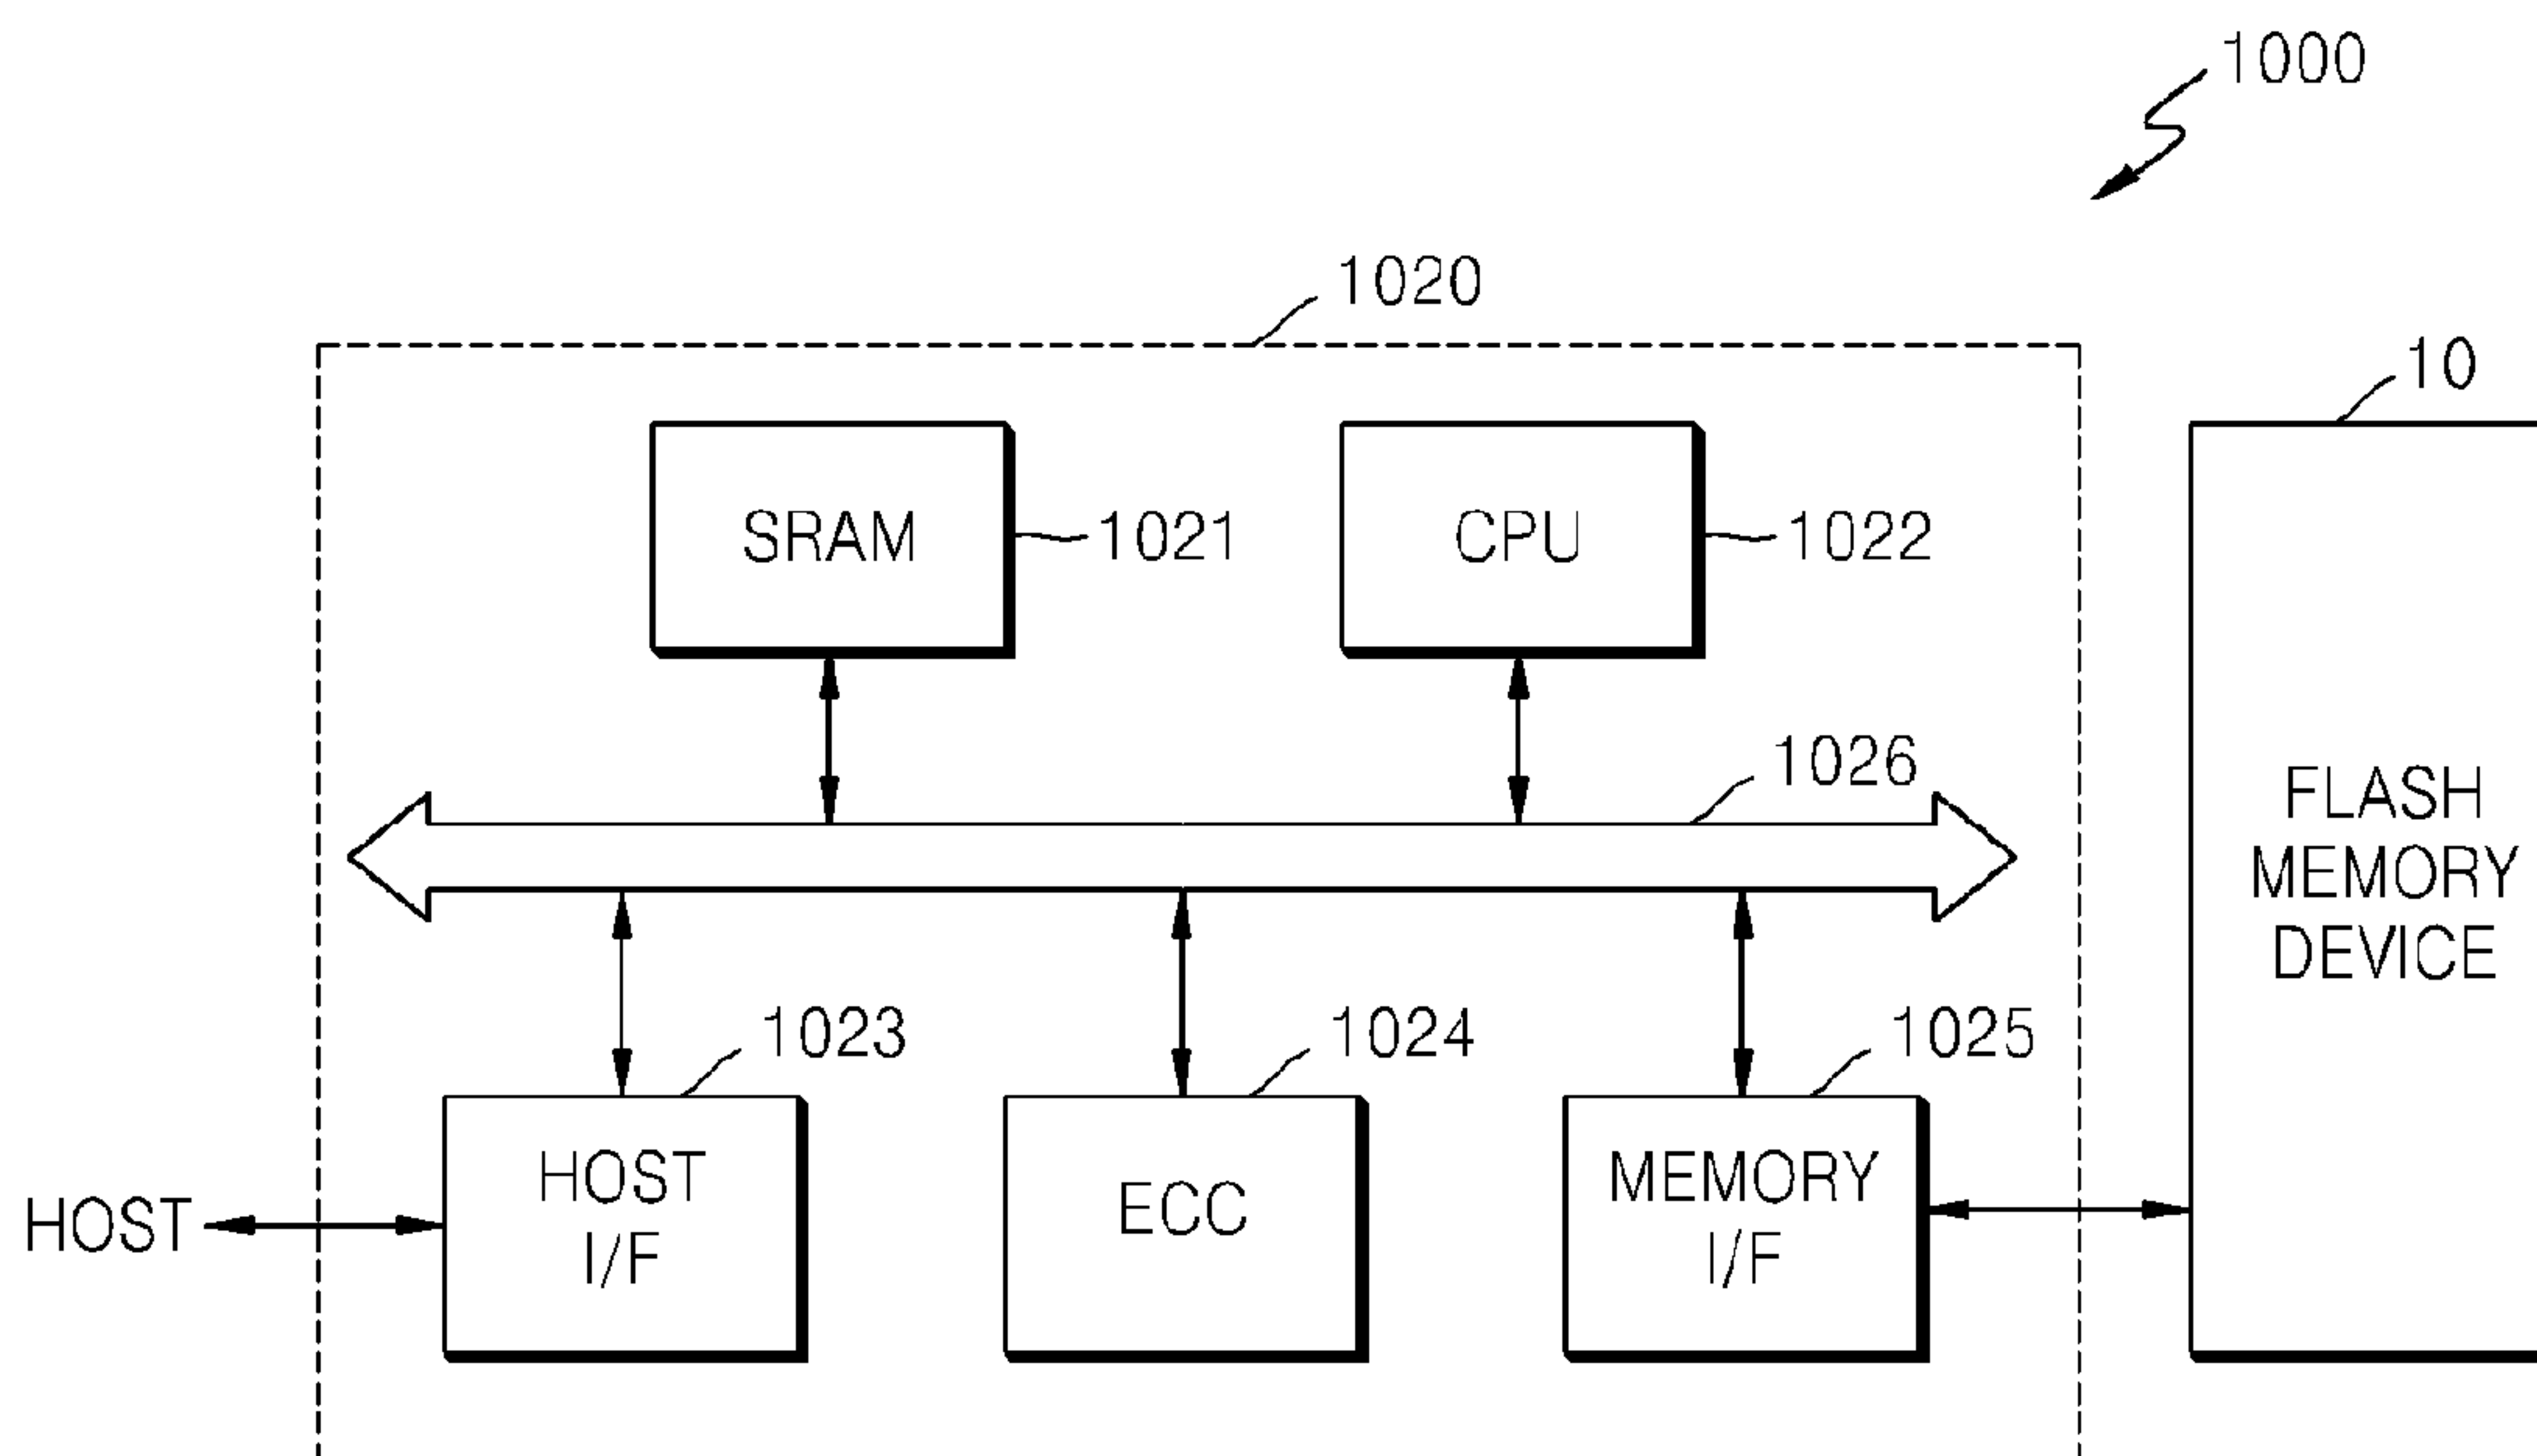 1000
1020
10
SRAM
1021
CPU
1022
1026
FLASH
MEMORY
DEVICE
1023
1024
1025
HOST
HOST
I/F
ECC
MEMORY
I/F